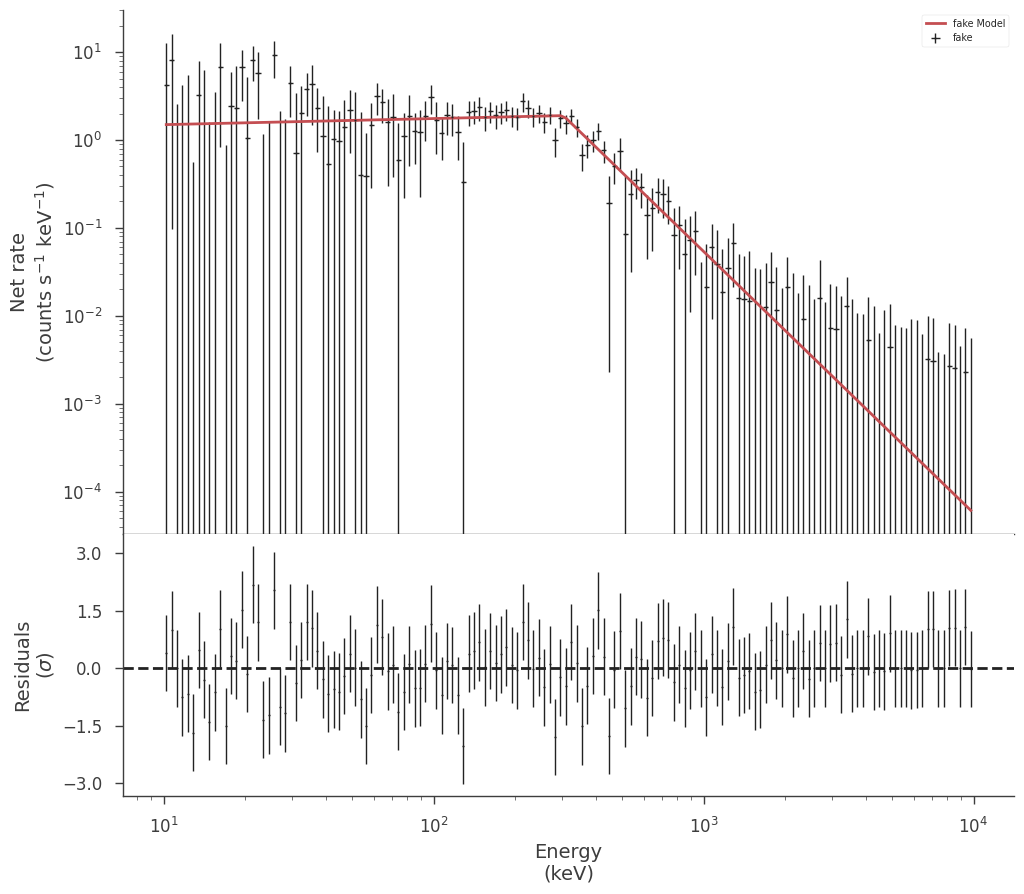 fake Model
fake
10¹
10⁰
10⁻¹
10⁻²
10⁻³
10⁻⁴
Net rate
(counts s⁻¹ keV⁻¹)
3.0
1.5
0.0
−1.5
−3.0
Residuals
(σ)
10¹ 10² 10³ 10⁴
Energy
(keV)